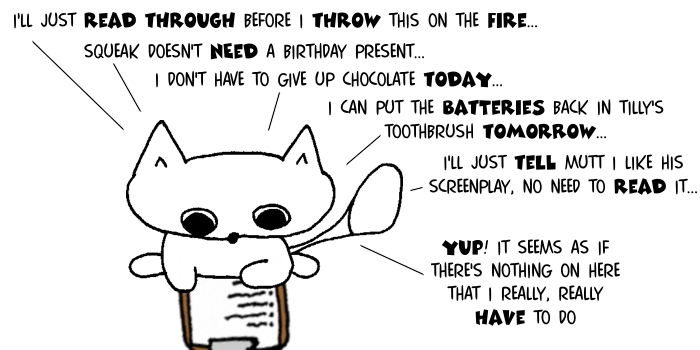 I'LL JUST READ THROUGH BEFORE I THROW THIS ON THE FIRE...
SQUEAK DOESN'T NEED A BIRTHDAY PRESENT...
I DON'T HAVE TO GIVE UP CHOCOLATE TODAY...
I CAN PUT THE BATTERIES BACK IN TILLY'S
TOOTHBRUSH TOMORROW...
I'LL JUST TELL MUTT I LIKE HIS
SCREENPLAY, NO NEED TO READ IT...
YUP! IT SEEMS AS IF
THERE'S NOTHING ON HERE
THAT I REALLY, REALLY
HAVE TO DO